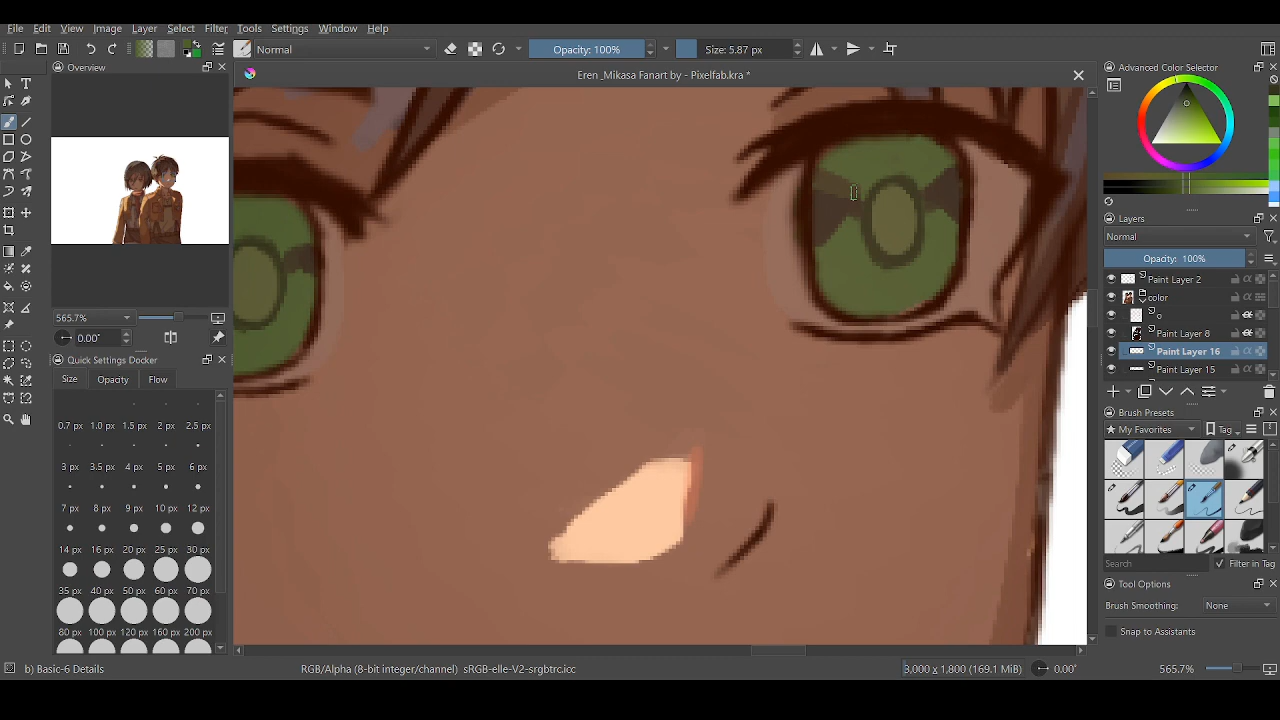 File Edit View Image Layer Select Filter Tools Settings Window Help
Normal Opacity: 100% Size: 5.87 px
Overview
Eren _Mikasa Fanart by - Pixelfab.kra *
Advanced Color Selector
Layers
Normal
Opacity: 100%
Paint Layer 2
color
o
Paint Layer 8
Paint Layer 16
Paint Layer 15
565.7%
0.00°
Quick Settings Docker
Size Opacity Flow
0.7 px 1.0 px 1.5 px 2 px 2.5 px
3 px 3.5 px 4 px 5 px 6 px
7 px 8 px 9 px 10 px 12 px
14 px 16 px 20 px 25 px 30 px
35 px 40 px 50 px 60 px 70 px
80 px 100 px 120 px 160 px 200 px
Brush Presets
★ My Favorites Tag
Search Filter in Tag
Tool Options
Brush Smoothing: None
Snap to Assistants
b) Basic-6 Details RGB/Alpha (8-bit integer/channel) sRGB-elle-V2-srgbtrc.icc 3,000 x 1,800 (169.1 MiB) 0.00° 565.7%